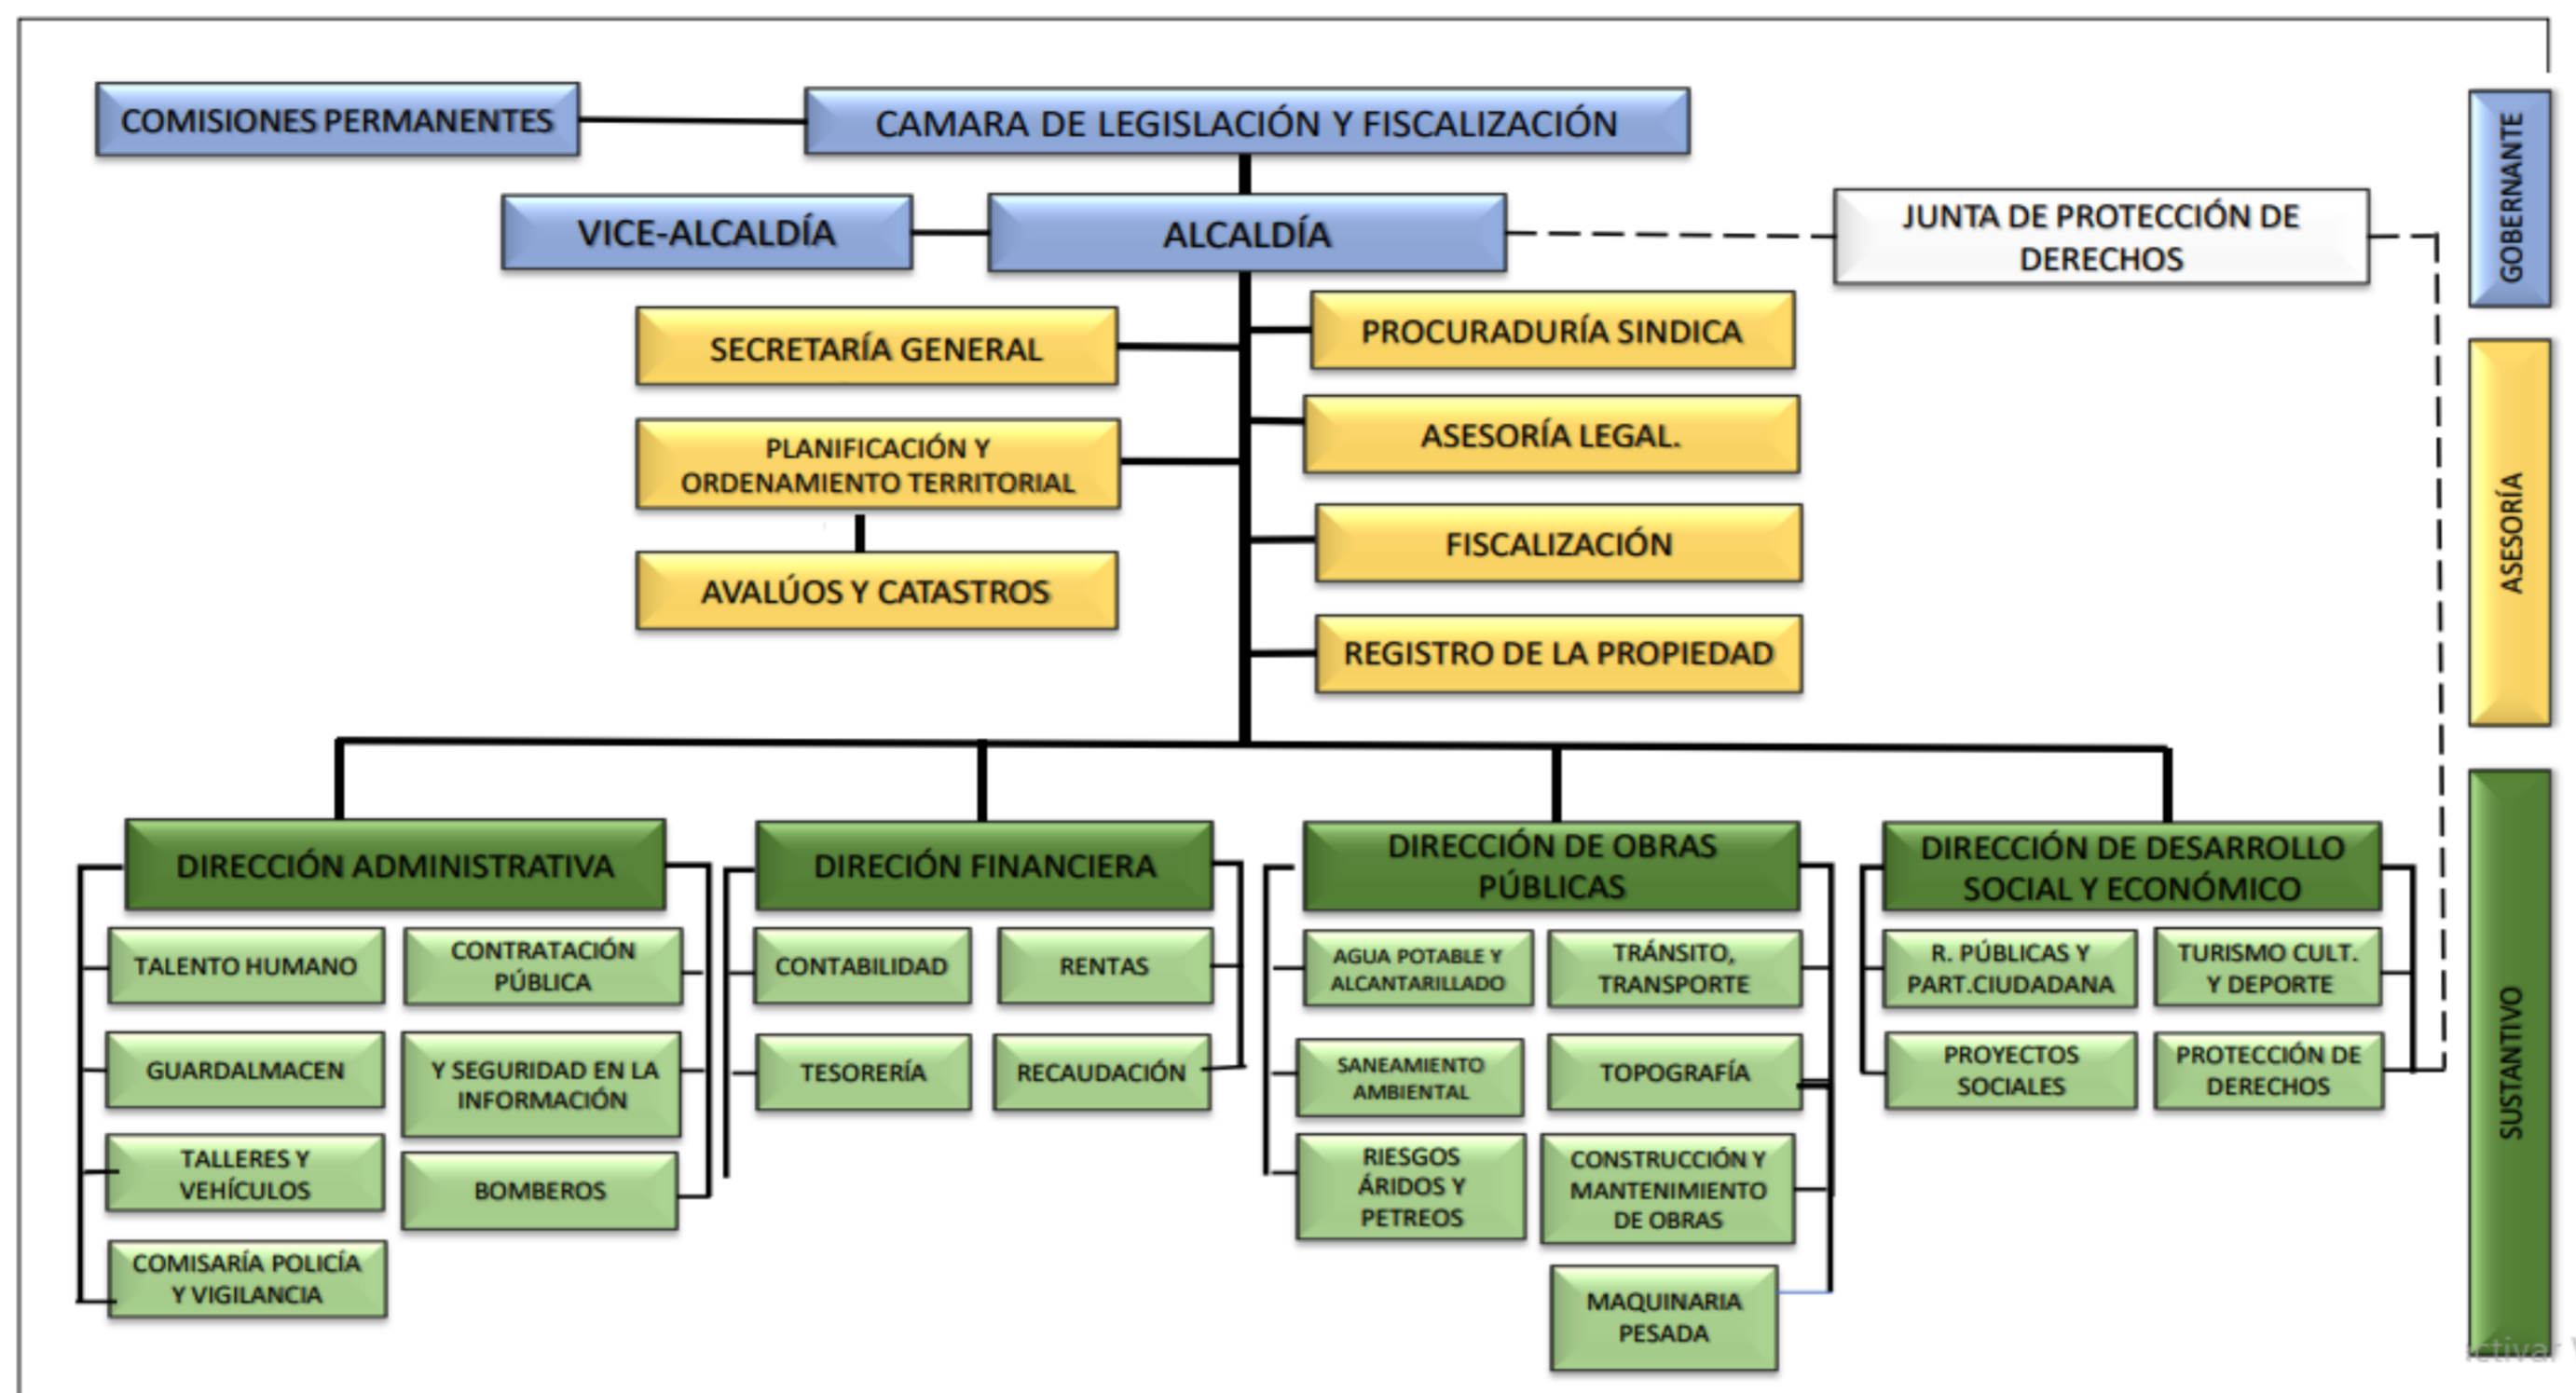 COMISIONES PERMANENTES
CAMARA DE LEGISLACIÓN Y FISCALIZACIÓN
VICE-ALCALDÍA
ALCALDÍA
JUNTA DE PROTECCIÓN DE
DERECHOS
GOBERNANTE
SECRETARÍA GENERAL
PROCURADURÍA SINDICA
PLANIFICACIÓN Y
ORDENAMIENTO TERRITORIAL
ASESORÍA LEGAL.
AVALÚOS Y CATASTROS
FISCALIZACIÓN
REGISTRO DE LA PROPIEDAD
ASESORÍA
DIRECCIÓN ADMINISTRATIVA
TALENTO HUMANO
CONTRATACIÓN
PÚBLICA
GUARDALMACEN
Y SEGURIDAD EN LA
INFORMACIÓN
TALLERES Y
VEHÍCULOS
BOMBEROS
COMISARÍA POLICÍA
Y VIGILANCIA
DIRECIÓN FINANCIERA
CONTABILIDAD
RENTAS
TESORERÍA
RECAUDACIÓN
DIRECCIÓN DE OBRAS
PÚBLICAS
AGUA POTABLE Y
ALCANTARILLADO
TRÁNSITO,
TRANSPORTE
SANEAMIENTO
AMBIENTAL
TOPOGRAFÍA
RIESGOS
ÁRIDOS Y
PETREOS
CONSTRUCCIÓN Y
MANTENIMIENTO
DE OBRAS
MAQUINARIA
PESADA
DIRECCIÓN DE DESARROLLO
SOCIAL Y ECONÓMICO
R. PÚBLICAS Y
PART.CIUDADANA
TURISMO CULT.
Y DEPORTE
PROYECTOS
SOCIALES
PROTECCIÓN DE
DERECHOS
SUSTANTIVO